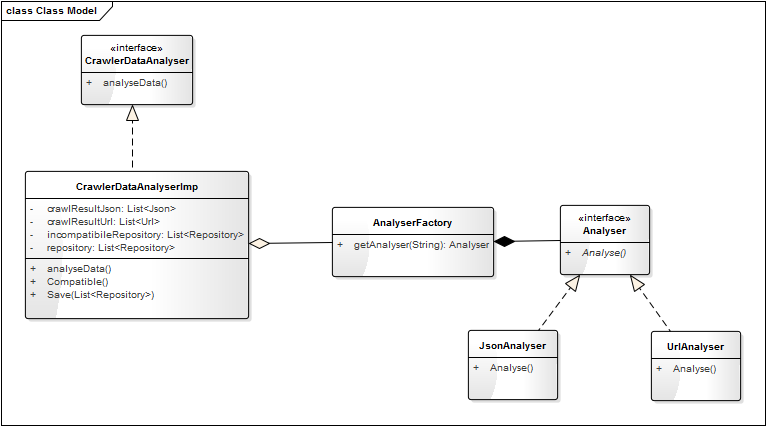 class Class Model
«interface»
CrawlerDataAnalyser
+ analyseData()
CrawlerDataAnalyserImp
- crawlResultJson: List<Json>
- crawlResultUrl: List<Url>
- incompatibileRepository: List<Repository>
- repository: List<Repository>
+ analyseData()
+ Compatible()
+ Save(List<Repository>)
AnalyserFactory
+ getAnalyser(String): Analyser
«interface»
Analyser
+ Analyse()
JsonAnalyser
+ Analyse()
UrlAnalyser
+ Analyse()